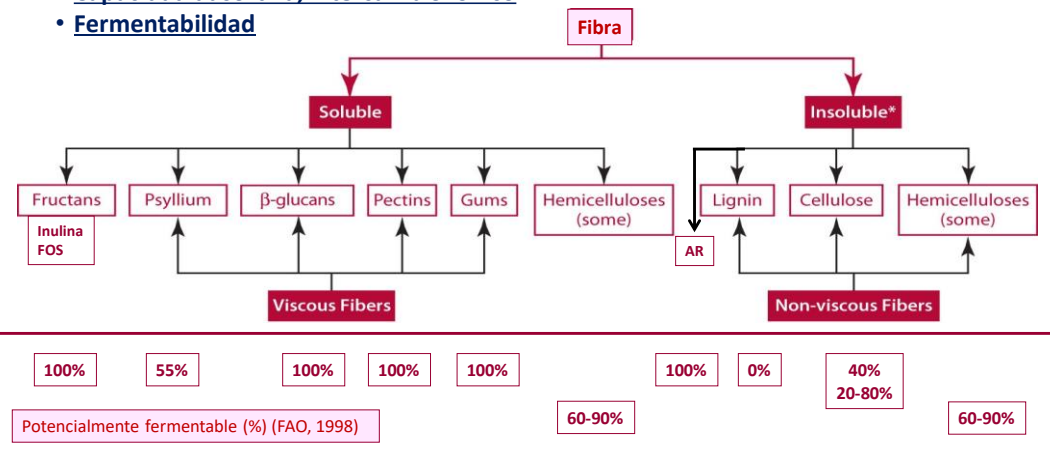 • Fermentabilidad
Fibra
Soluble
Insoluble*
Fructans
Psyllium
β-glucans
Pectins
Gums
Hemicelluloses
(some)
Lignin
Cellulose
Hemicelluloses
(some)
Inulina
FOS
AR
Viscous Fibers
Non-viscous Fibers
100%
55%
100%
100%
100%
60-90%
100%
0%
40%
20-80%
60-90%
Potencialmente fermentable (%) (FAO, 1998)